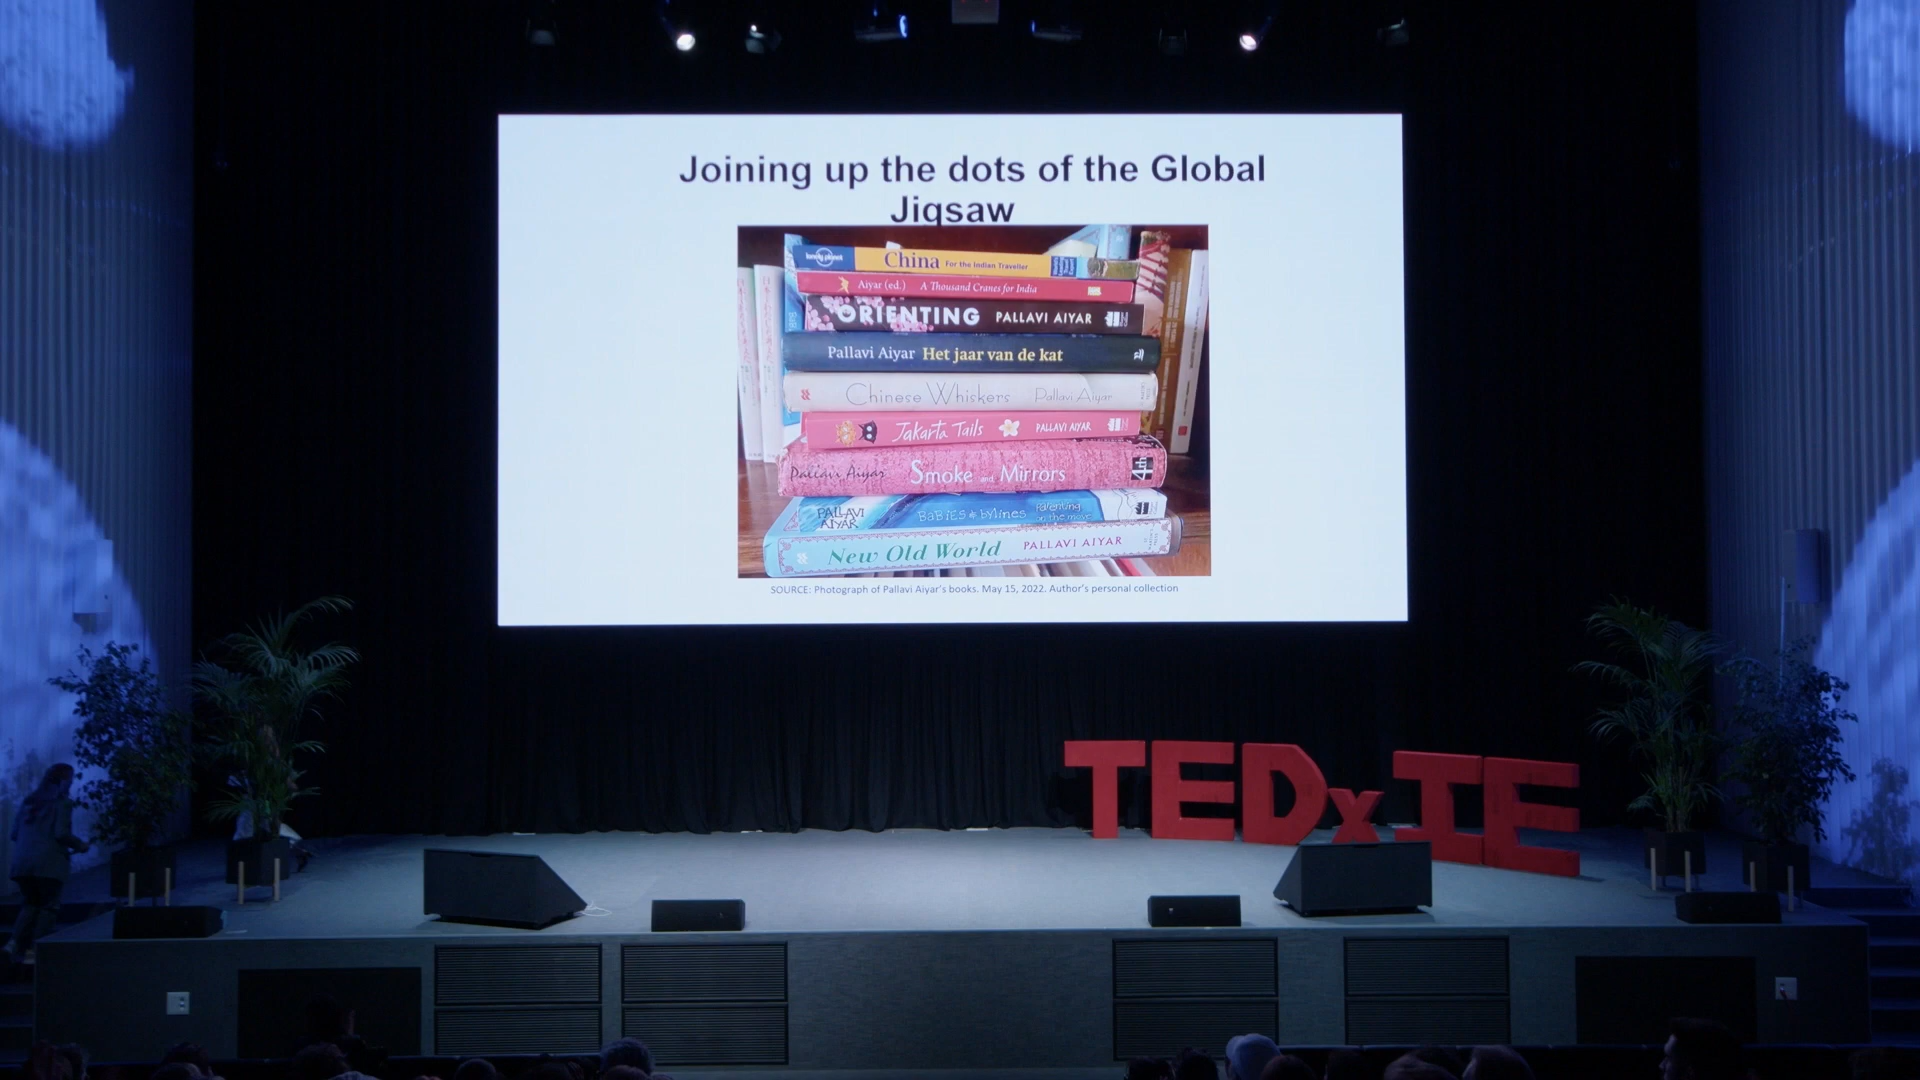 Joining up the dots of the Global
Jigsaw
lonely planet China For the Indian Traveller
Aiyar (ed.) A Thousand Cranes for India
ORIENTING PALLAVI AIYAR
Pallavi Aiyar Het jaar van de kat
Chinese Whiskers Pallavi Aiyar
Jakarta Tails PALLAVI AIYAR
Pallavi Aiyar Smoke and Mirrors 4th
PALLAVI AIYAR BABIES & bylines Parenting on the move
New Old World PALLAVI AIYAR
SOURCE: Photograph of Pallavi Aiyar's books. May 15, 2022. Author's personal collection
TEDxIE